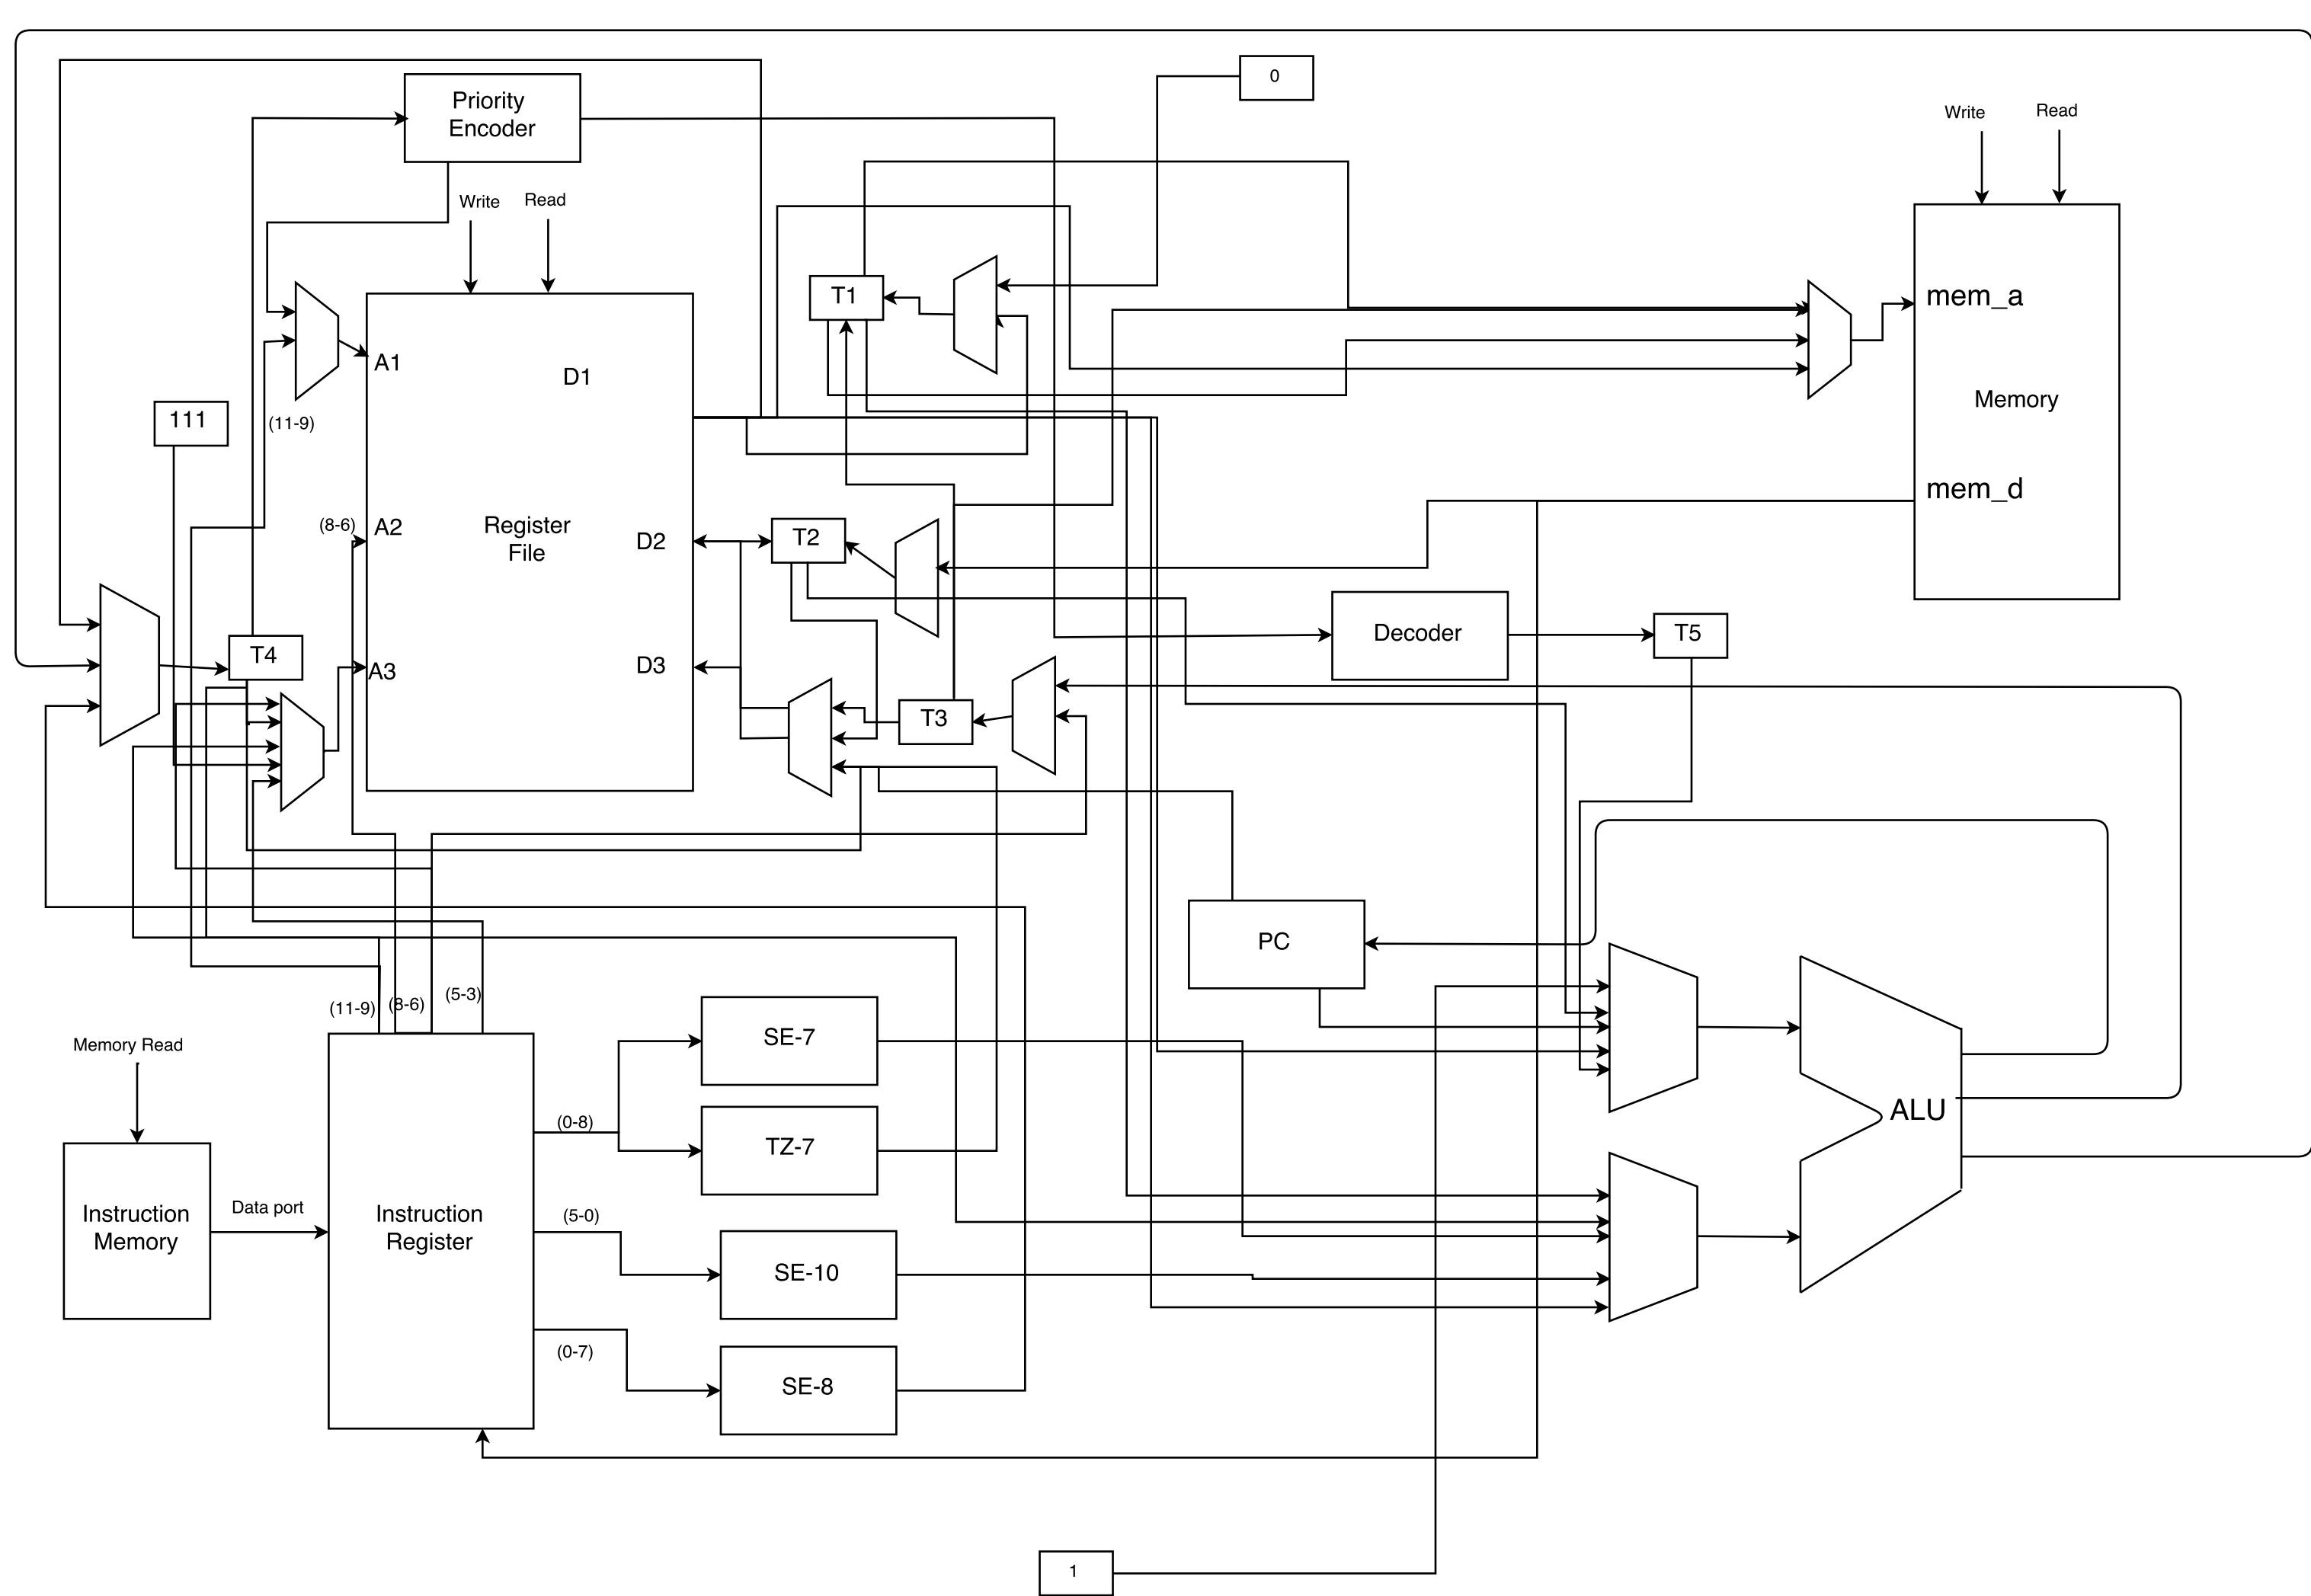 0
Priority
Encoder
Write
Read
Write
Read
T1
mem_a
A1
D1
Memory
111
(11-9)
mem_d
(8-6)
A2
Register
File
D2
T2
Decoder
T5
T4
A3
D3
T3
PC
(11-9)
(8-6)
(5-3)
Memory Read
SE-7
(0-8)
ALU
TZ-7
Data port
Instruction
Memory
Instruction
Register
(5-0)
SE-10
(0-7)
SE-8
1